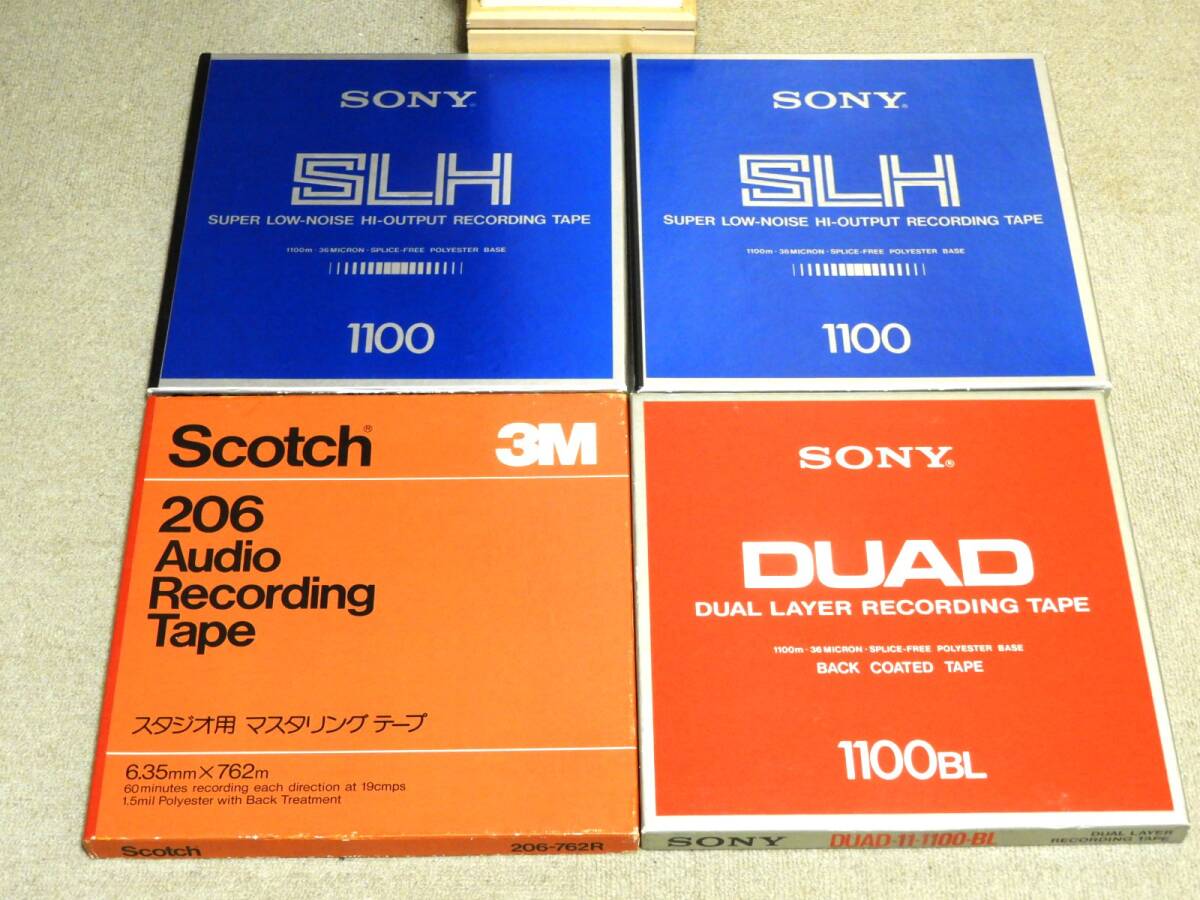 SONY®
SLH
SUPER LOW-NOISE HI-OUTPUT RECORDING TAPE
1100m · 36 MICRON · SPLICE-FREE POLYESTER BASE
1100
SONY®
SLH
SUPER LOW-NOISE HI-OUTPUT RECORDING TAPE
1100m · 36 MICRON · SPLICE-FREE POLYESTER BASE
1100
Scotch® 3M
206
Audio
Recording
Tape
スタジオ用 マスタリング テープ
6.35mm×762m
60minutes recording each direction at 19cmps
1.5mil Polyester with Back Treatment
Scotch 206-762R
SONY®
DUAD
DUAL LAYER RECORDING TAPE
1100m · 36 MICRON · SPLICE-FREE POLYESTER BASE
BACK COATED TAPE
1100BL
SONY DUAD-11-1100-BL DUAL LAYER
RECORDING TAPE